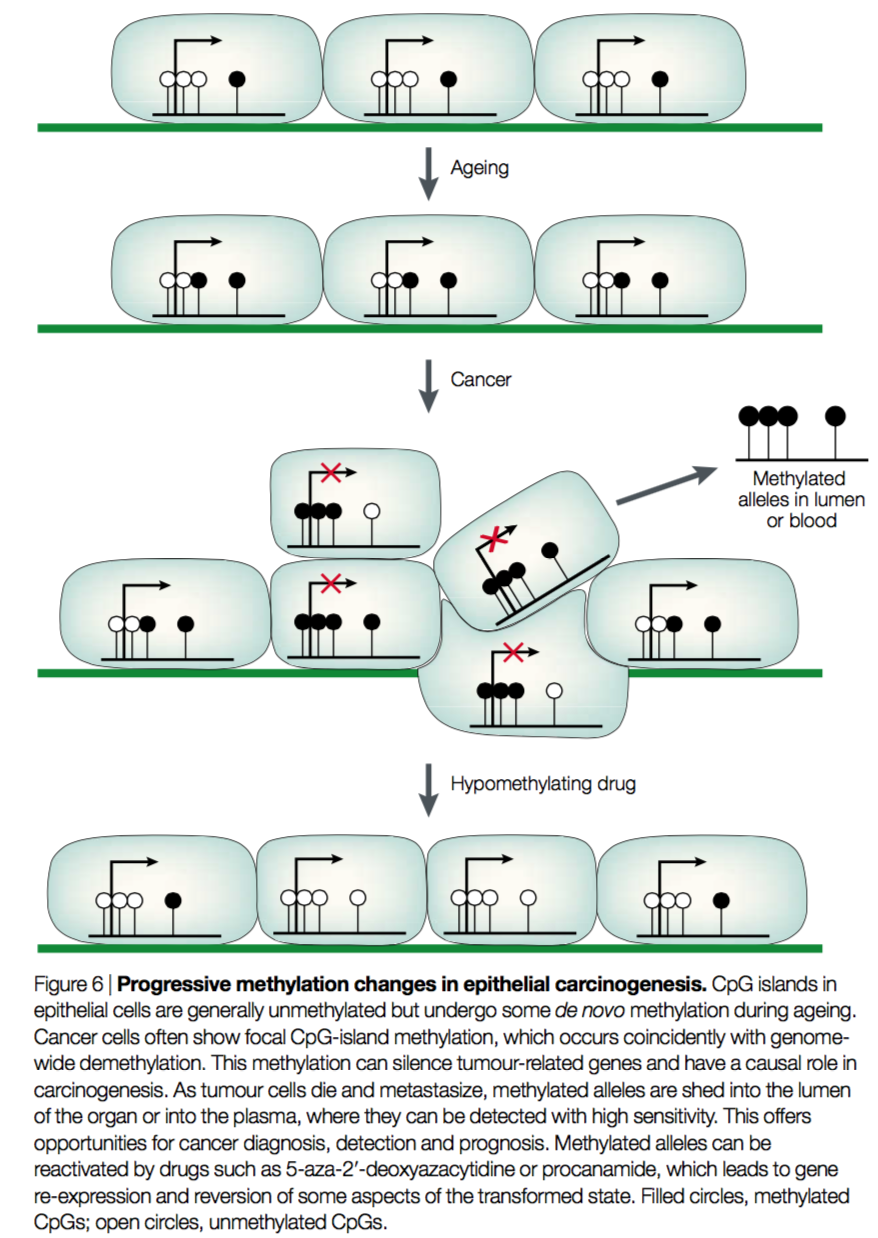 Ageing
Cancer
Methylated
alleles in lumen
or blood
Hypomethylating drug
Figure 6 | Progressive methylation changes in epithelial carcinogenesis. CpG islands in
epithelial cells are generally unmethylated but undergo some de novo methylation during ageing.
Cancer cells often show focal CpG-island methylation, which occurs coincidently with genome-
wide demethylation. This methylation can silence tumour-related genes and have a causal role in
carcinogenesis. As tumour cells die and metastasize, methylated alleles are shed into the lumen
of the organ or into the plasma, where they can be detected with high sensitivity. This offers
opportunities for cancer diagnosis, detection and prognosis. Methylated alleles can be
reactivated by drugs such as 5-aza-2′-deoxyazacytidine or procanamide, which leads to gene
re-expression and reversion of some aspects of the transformed state. Filled circles, methylated
CpGs; open circles, unmethylated CpGs.